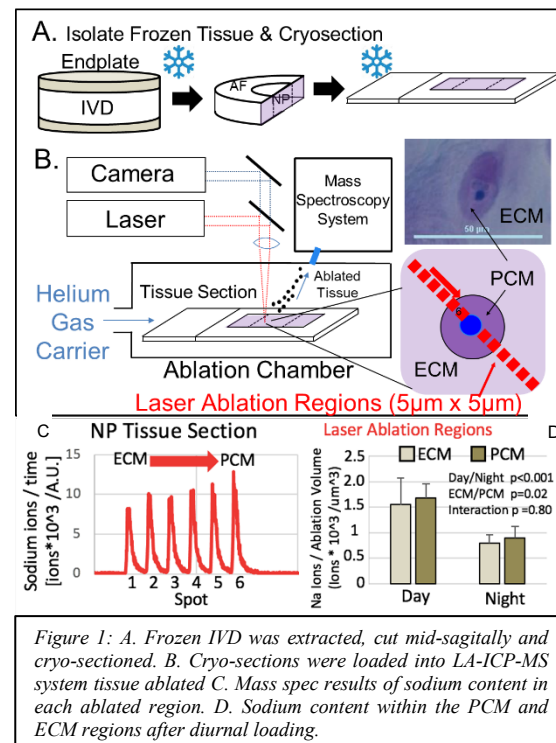 A. Isolate Frozen Tissue & Cryosection
Endplate
IVD
AF
NP
B.
Camera
Laser
Mass
Spectroscopy
System
ECM
50 µm
PCM
Ablated
Tissue
Tissue Section
Helium
Gas
Carrier
6
ECM
Ablation Chamber
Laser Ablation Regions (5µm x 5µm)
C
NP Tissue Section
ECM
PCM
Sodium ions / time
[ions*10^3 /A.U.]
15
10
5
0
1 2 3 4 5 6
Spot
D
Laser Ablation Regions
ECM PCM
Day/Night p<0.001
ECM/PCM p=0.02
Interaction p =0.80
Na Ions / Ablation Volume
(Ions * 10^3 /um^3)
2.5
2
1.5
1
0.5
0
Day Night
Figure 1: A. Frozen IVD was extracted, cut mid-sagitally and
cryo-sectioned. B. Cryo-sections were loaded into LA-ICP-MS
system tissue ablated C. Mass spec results of sodium content in
each ablated region. D. Sodium content within the PCM and
ECM regions after diurnal loading.